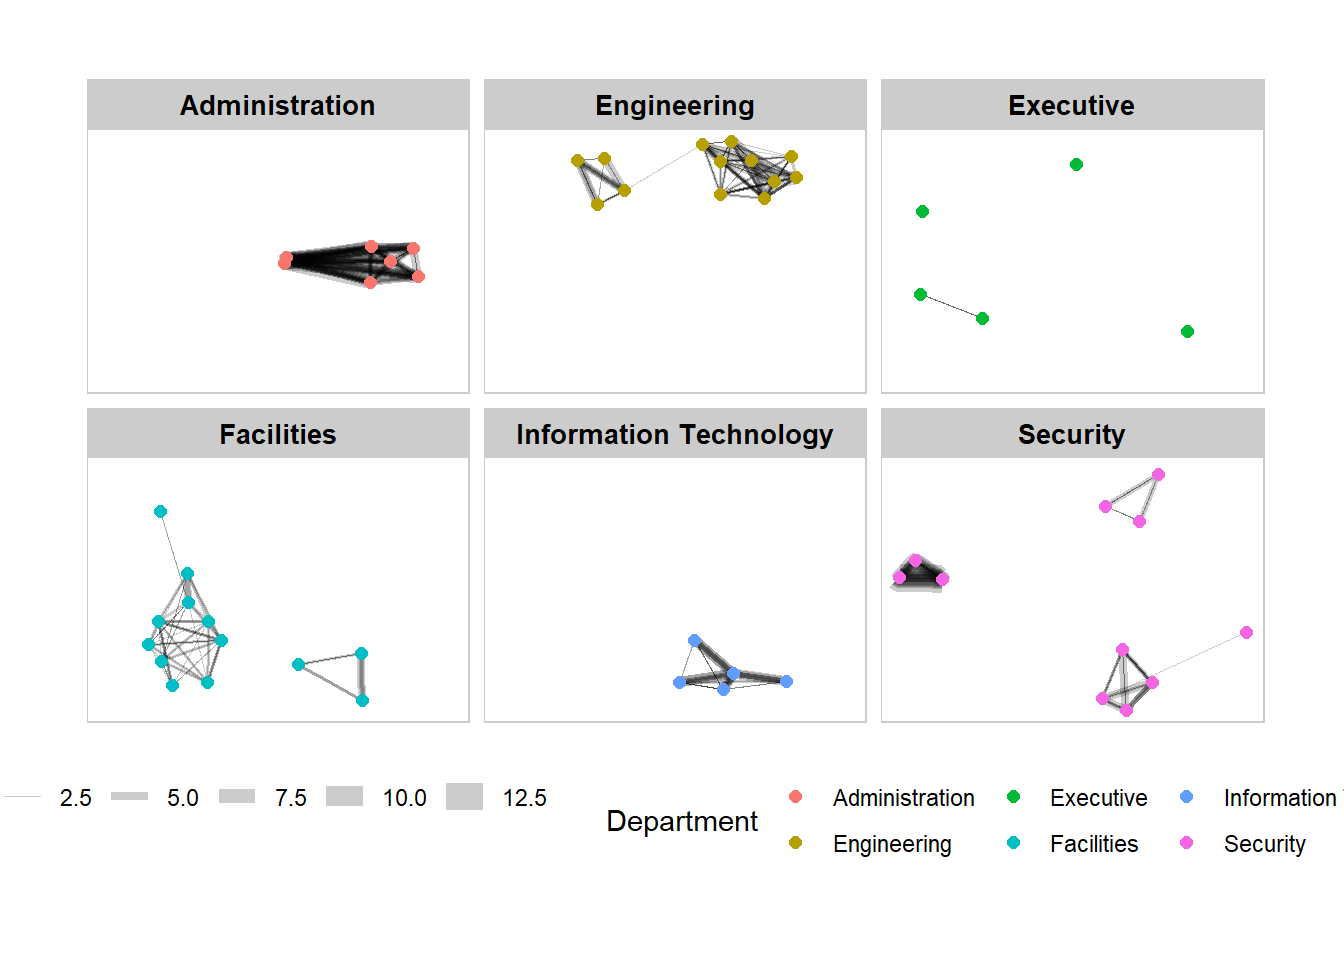 Administration
Engineering
Executive
Facilities
Information Technology
Security
2.5 5.0 7.5 10.0 12.5
Department
Administration Executive Information
Engineering Facilities Security